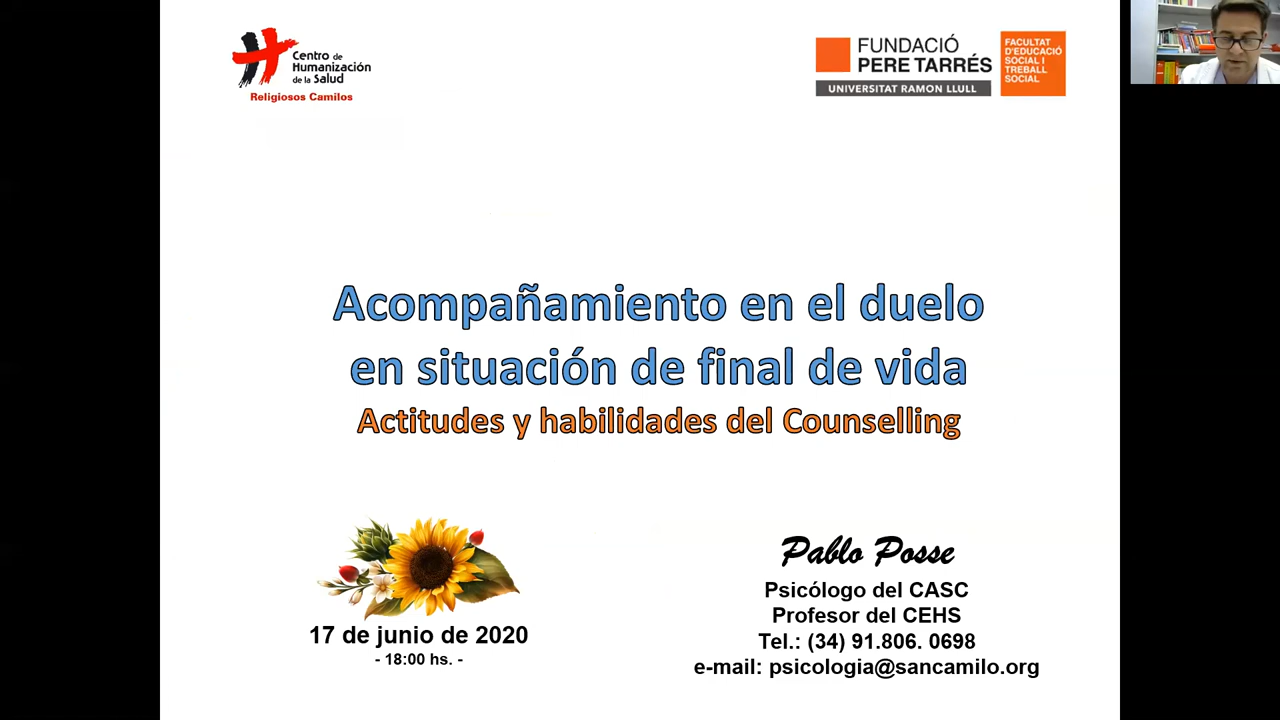 Centro de
Humanización
de la Salud
Religiosos Camilos
FUNDACIÓ
PERE TARRÉS
UNIVERSITAT RAMON LLULL
FACULTAT
D'EDUCACIÓ
SOCIAL I
TREBALL
SOCIAL
Acompañamiento en el duelo
en situación de final de vida
Actitudes y habilidades del Counselling
17 de junio de 2020
- 18:00 hs. -
Pablo Posse
Psicólogo del CASC
Profesor del CEHS
Tel.: (34) 91.806. 0698
e-mail: psicologia@sancamilo.org